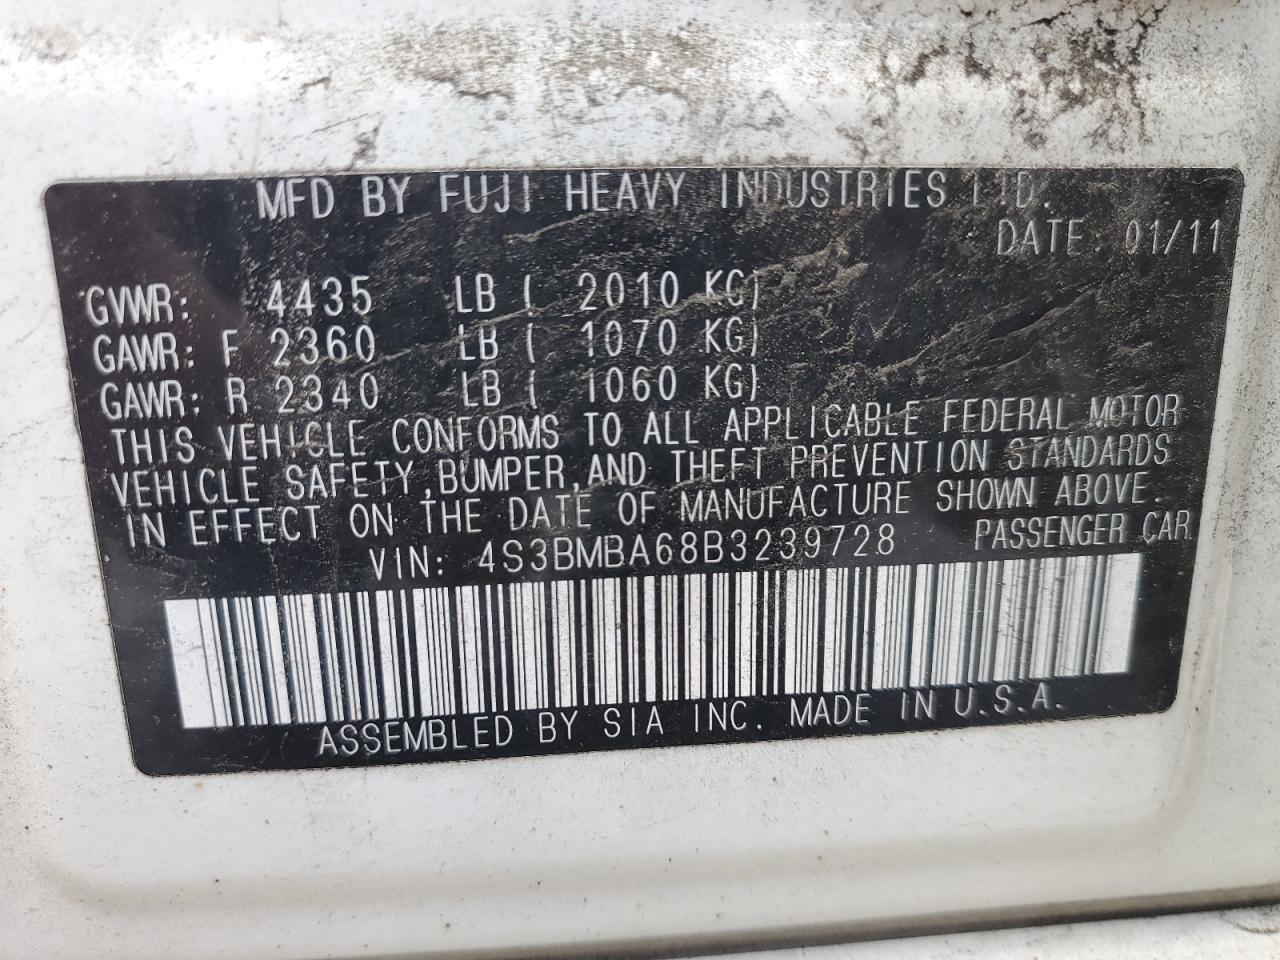 MFD BY FUJI HEAVY INDUSTRIES LTD.
DATE. 01/11
GVWR: 4435 LB ( 2010 KG)
GAWR: F 2360 LB ( 1070 KG)
GAWR: R 2340 LB ( 1060 KG)
THIS VEHICLE CONFORMS TO ALL APPLICABLE FEDERAL MOTOR
VEHICLE SAFETY,BUMPER,AND THEFT PREVENTION STANDARDS
IN EFFECT ON THE DATE OF MANUFACTURE SHOWN ABOVE.
VIN: 4S3BMBA68B3239728 PASSENGER CAR
ASSEMBLED BY SIA INC. MADE IN U.S.A.